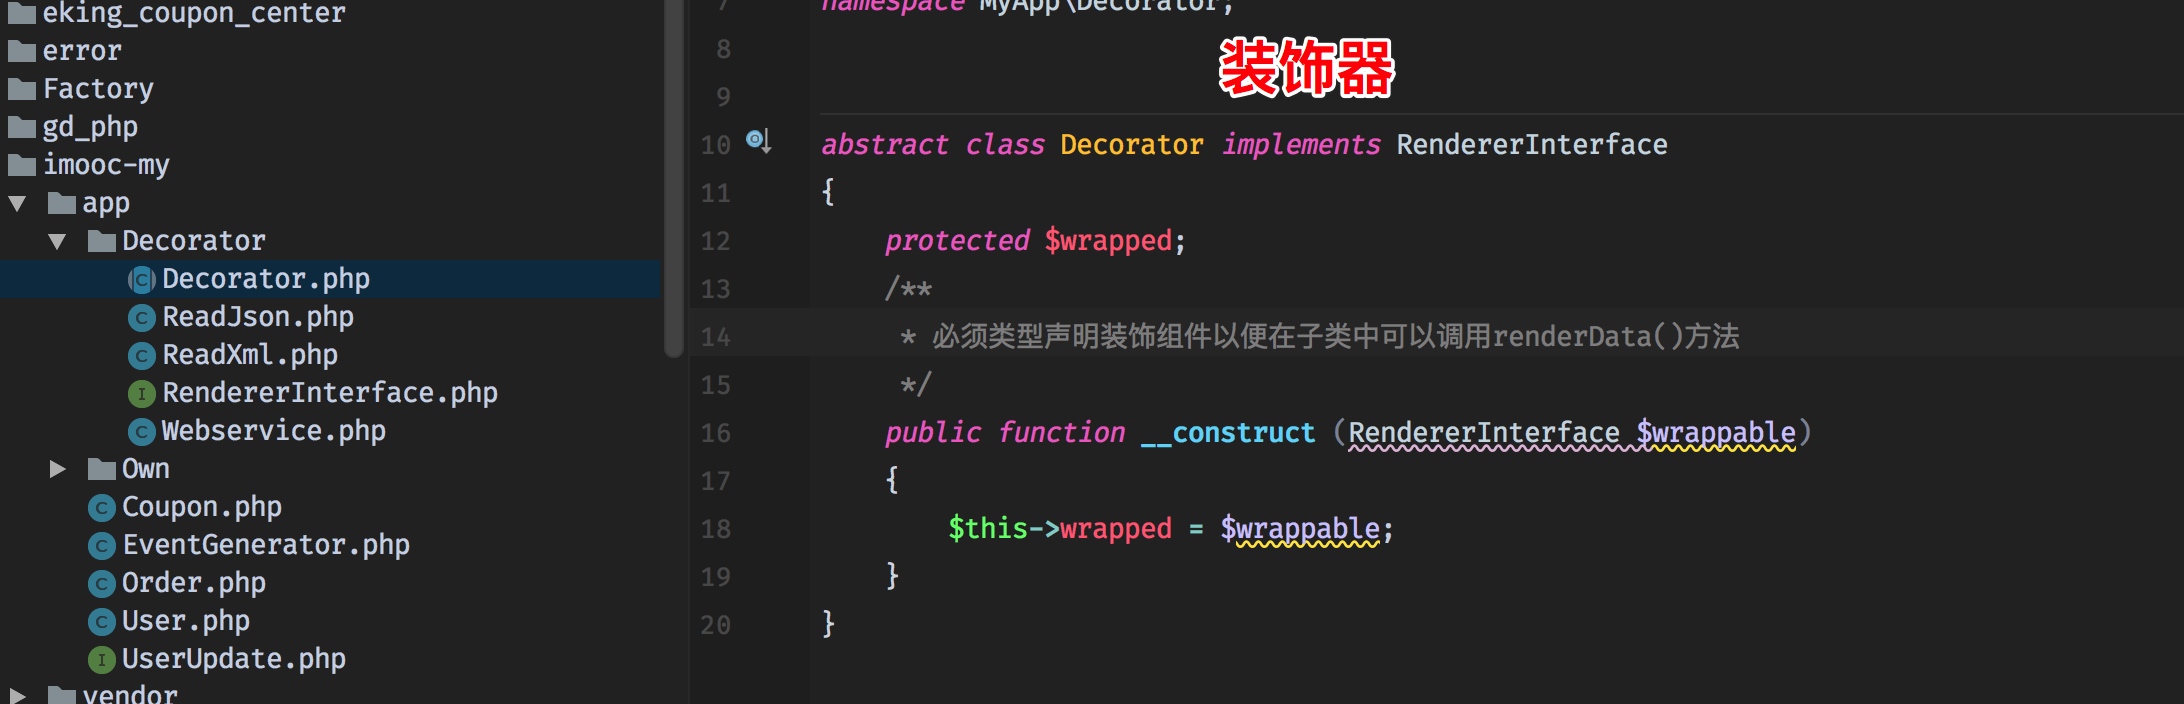 eking_coupon_center
error
Factory
gd_php
imooc-my
app
Decorator
Decorator.php
ReadJson.php
ReadXml.php
RendererInterface.php
Webservice.php
Own
Coupon.php
EventGenerator.php
Order.php
User.php
UserUpdate.php
vendor
7 namespace MyApp\Decorator;
8
装饰器
9
10 abstract class Decorator implements RendererInterface
11 {
12 protected $wrapped;
13 /**
14 * 必须类型声明装饰组件以便在子类中可以调用renderData()方法
15 */
16 public function __construct (RendererInterface $wrappable)
17 {
18 $this->wrapped = $wrappable;
19 }
20 }